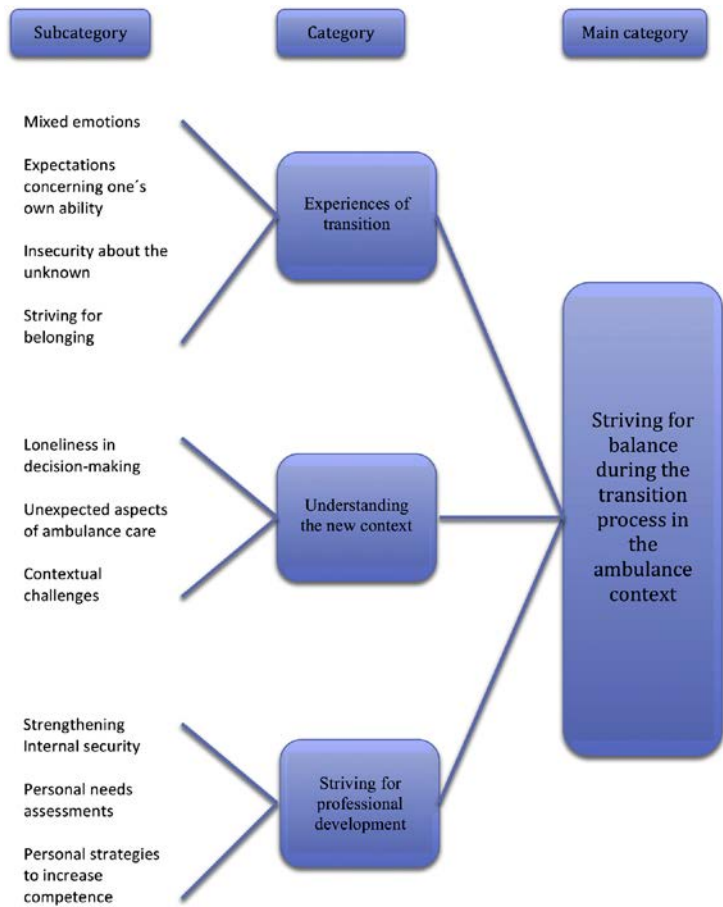 Subcategory
Category
Main category
Mixed emotions
Expectations
concerning one´s
own ability
Insecurity about the
unknown
Striving for
belonging
Experiences of
transition
Loneliness in
decision-making
Unexpected aspects
of ambulance care
Contextual
challenges
Understanding
the new context
Strengthening
Internal security
Personal needs
assessments
Personal strategies
to increase
competence
Striving for
professional
development
Striving for
balance
during the
transition
process in
the
ambulance
context